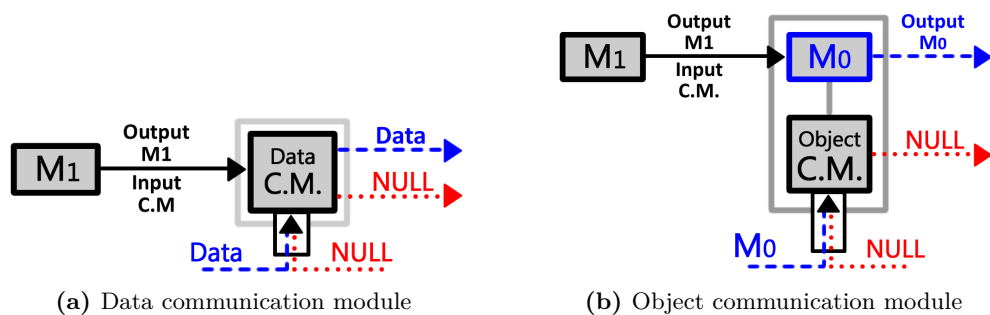 M1
Output
M1
Input
C.M
Data
C.M.
Data
NULL
Data
NULL
(a) Data communication module
M1
Output
M1
Input
C.M.
M0
Output
M0
Object
C.M.
NULL
M0
NULL
(b) Object communication module